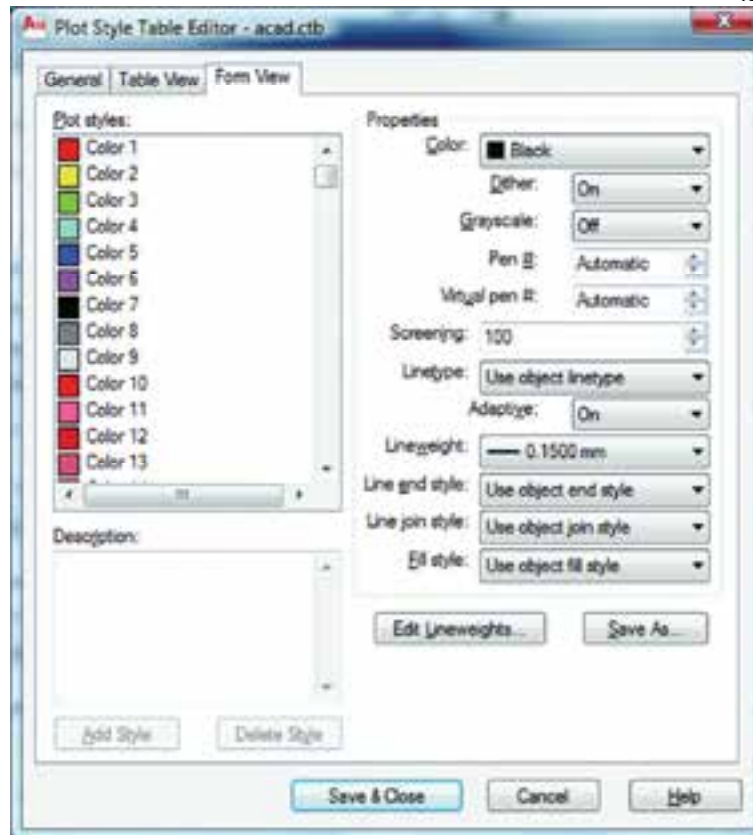 Plot Style Table Editor - acad.ctb
General Table View Form View
Plot styles:
Color 1
Color 2
Color 3
Color 4
Color 5
Color 6
Color 7
Color 8
Color 9
Color 10
Color 11
Color 12
Color 13
Description:
Add Style Delete Style
Properties
Color: Black
Dither: On
Grayscale: Off
Pen #: Automatic
Virtual pen #: Automatic
Screening: 100
Linetype: Use object linetype
Adaptive: On
Lineweight: 0.1500 mm
Line end style: Use object end style
Line join style: Use object join style
Fill style: Use object fill style
Edit Lineweights... Save As...
Save & Close Cancel Help